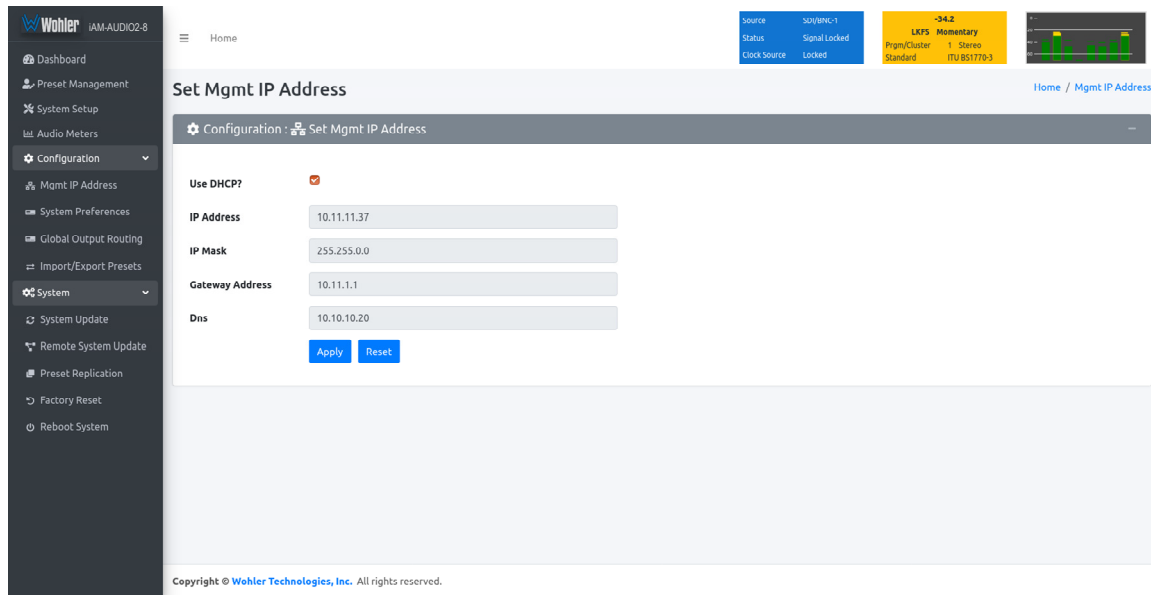 Wohler iAM-AUDIO2-8
Dashboard
Preset Management
System Setup
Audio Meters
Configuration
Mgmt IP Address
System Preferences
Global Output Routing
Import/Export Presets
System
System Update
Remote System Update
Preset Replication
Factory Reset
Reboot System
Home
Source SDI/BNC-1
Status Signal Locked
Clock Source Locked
-34.2
LKFS Momentary
Prgm/Cluster 1 Stereo
Standard ITU BS1770-3
Set Mgmt IP Address
Home / Mgmt IP Address
Configuration : Set Mgmt IP Address
Use DHCP?
IP Address 10.11.11.37
IP Mask 255.255.0.0
Gateway Address 10.11.1.1
Dns 10.10.10.20
Apply Reset
Copyright © Wohler Technologies, Inc. All rights reserved.